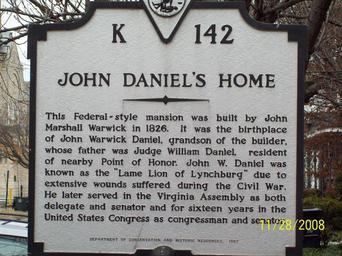 K 142
JOHN DANIEL'S HOME
This Federal-style mansion was built by John
Marshall Warwick in 1826. It was the birthplace
of John Warwick Daniel, grandson of the builder,
whose father was Judge William Daniel, resident
of nearby Point of Honor. John W. Daniel was
known as the "Lame Lion of Lynchburg" due to
extensive wounds suffered during the Civil War.
He later served in the Virginia Assembly as both
delegate and senator and for sixteen years in the
United States Congress as congressman and senator.
DEPARTMENT OF CONSERVATION AND HISTORIC RESOURCES, 1987
11/28/2008